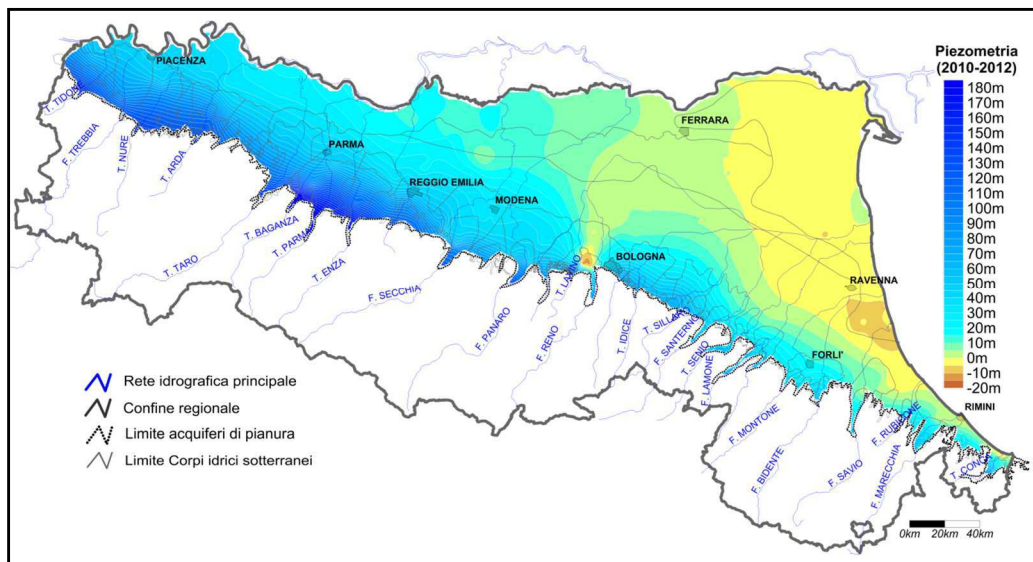 Piezometria
(2010-2012)
180m
170m
160m
150m
140m
130m
120m
110m
100m
90m
80m
70m
60m
50m
40m
30m
20m
10m
0m
-10m
-20m
PIACENZA
PARMA
REGGIO EMILIA
MODENA
BOLOGNA
FERRARA
RAVENNA
FORLI'
RIMINI
T. TIDONE
F. TREBBIA
T. NURE
T. ARDA
T. TARO
T. BAGANZA
T. PARMA
T. ENZA
F. SECCHIA
F. PANARO
F. RENO
T. LAVINO
T. IDICE
T. SILLARO
F. SANTERNO
T. SENIO
F. LAMONE
F. MONTONE
F. BIDENTE
F. SAVIO
F. RUBICONE
F. MARECCHIA
T. CONCA
Rete idrografica principale
Confine regionale
Limite acquiferi di pianura
Limite Corpi idrici sotterranei
0km 20km 40km